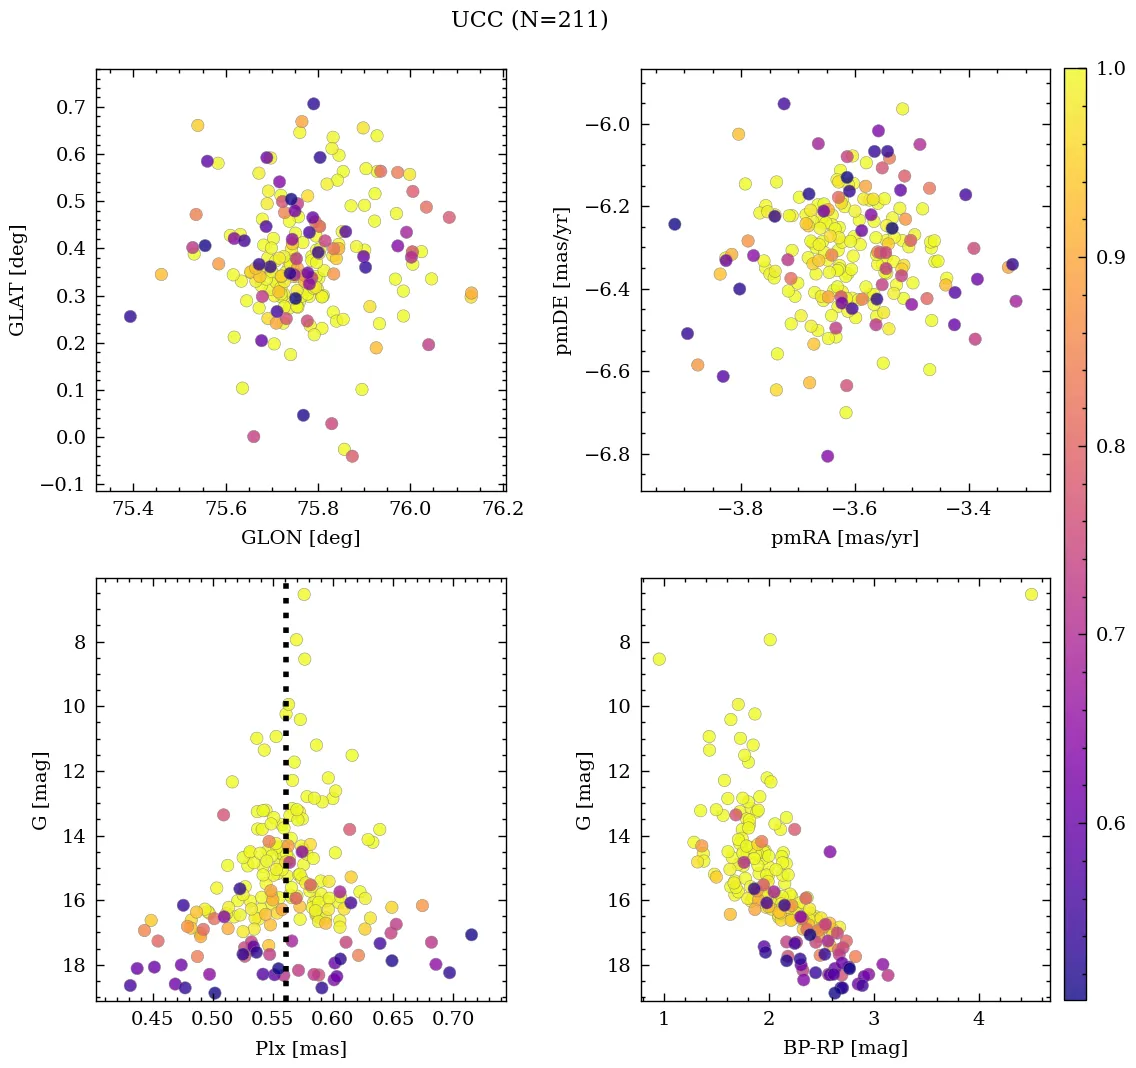 UCC (N=211)
0.7
0.6
0.5
0.4
0.3
0.2
0.1
0.0
−0.1
GLAT [deg]
75.4 75.6 75.8 76.0 76.2
GLON [deg]
−6.0
−6.2
−6.4
−6.6
−6.8
pmDE [mas/yr]
−3.8 −3.6 −3.4
pmRA [mas/yr]
1.0
0.9
0.8
0.7
0.6
8
10
12
14
16
18
G [mag]
0.45 0.50 0.55 0.60 0.65 0.70
Plx [mas]
8
10
12
14
16
18
G [mag]
1 2 3 4
BP-RP [mag]